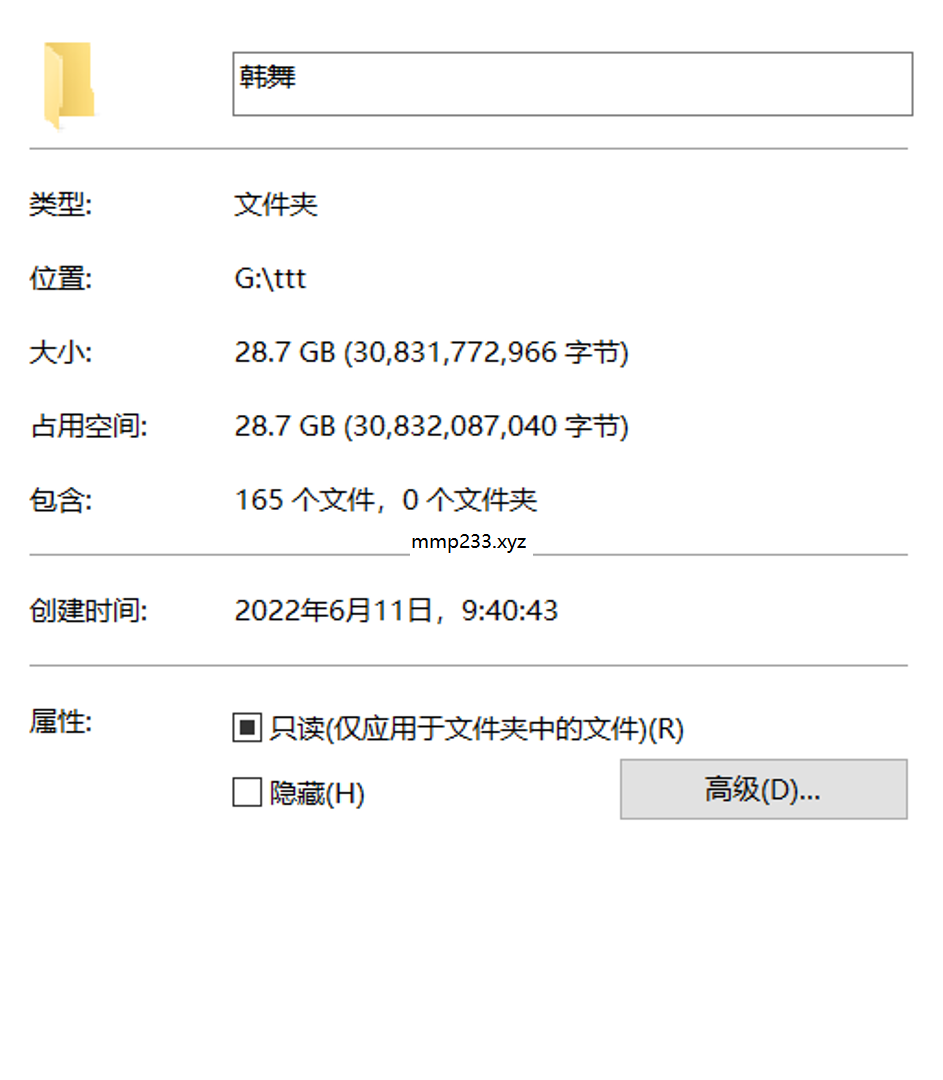 韩舞
类型: 文件夹
位置: G:\ttt
大小: 28.7 GB (30,831,772,966 字节)
占用空间: 28.7 GB (30,832,087,040 字节)
包含: 165 个文件，0 个文件夹
mmp233.xyz
创建时间: 2022年6月11日，9:40:43
属性: 只读(仅应用于文件夹中的文件)(R)
隐藏(H) 高级(D)...